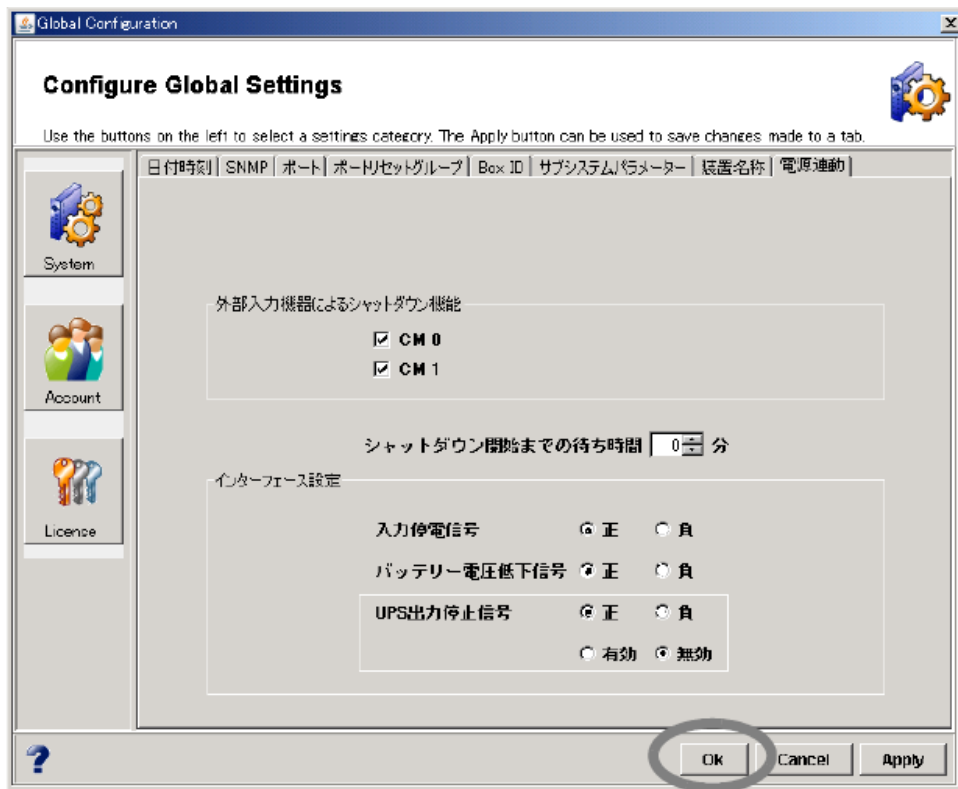 Global Configuration
Configure Global Settings
Use the buttons on the left to select a settings category. The Apply button can be used to save changes made to a tab.
日付時刻 SNMP ポート ポートリセットグループ Box ID サブシステムパラメーター 装置名称 電源連動
System
Account
Licence
外部入力機器によるシャットダウン機能
CM 0
CM 1
シャットダウン開始までの待ち時間 0 分
インターフェース設定
入力停電信号 正 負
バッテリー電圧低下信号 正 負
UPS出力停止信号 正 負
有効 無効
? Ok Cancel Apply